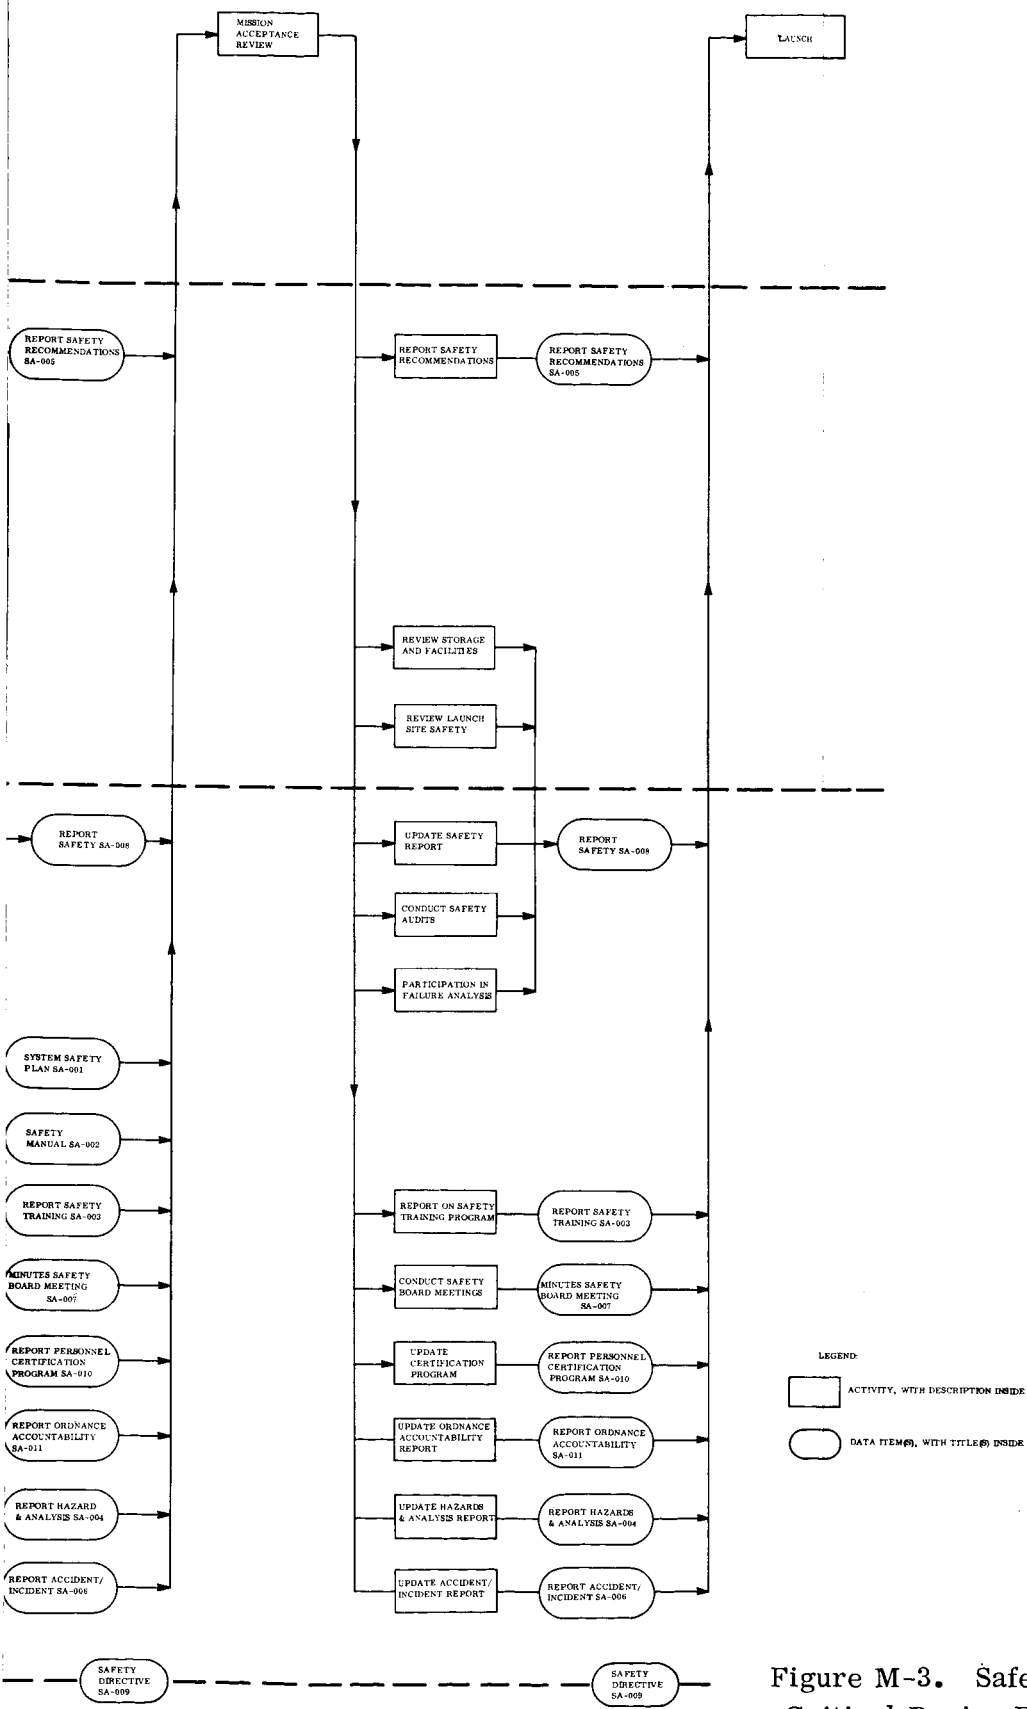 MISSION
ACCEPTANCE
REVIEW
LAUNCH
REPORT SAFETY
RECOMMENDATIONS
SA-005
REPORT SAFETY
RECOMMENDATIONS
REPORT SAFETY
RECOMMENDATIONS
SA-005
REVIEW STORAGE
AND FACILITIES
REVIEW LAUNCH
SITE SAFETY
REPORT
SAFETY SA-008
UPDATE SAFETY
REPORT
REPORT
SAFETY SA-008
CONDUCT SAFETY
AUDITS
PARTICIPATION IN
FAILURE ANALYSIS
SYSTEM SAFETY
PLAN SA-001
SAFETY
MANUAL SA-002
REPORT SAFETY
TRAINING SA-003
REPORT ON SAFETY
TRAINING PROGRAM
REPORT SAFETY
TRAINING SA-003
MINUTES SAFETY
BOARD MEETING
SA-007
CONDUCT SAFETY
BOARD MEETINGS
MINUTES SAFETY
BOARD MEETING
SA-007
REPORT PERSONNEL
CERTIFICATION
PROGRAM SA-010
UPDATE
CERTIFICATION
PROGRAM
REPORT PERSONNEL
CERTIFICATION
PROGRAM SA-010
LEGEND:
ACTIVITY, WITH DESCRIPTION INSIDE
DATA ITEM(S), WITH TITLE(S) INSIDE
REPORT ORDNANCE
ACCOUNTABILITY
SA-011
UPDATE ORDNANCE
ACCOUNTABILITY
REPORT
REPORT ORDNANCE
ACCOUNTABILITY
SA-011
REPORT HAZARD
& ANALYSIS SA-004
UPDATE HAZARDS
& ANALYSIS REPORT
REPORT HAZARDS
& ANALYSIS SA-004
REPORT ACCIDENT/
INCIDENT SA-006
UPDATE ACCIDENT/
INCIDENT REPORT
REPORT ACCIDENT/
INCIDENT SA-006
SAFETY
DIRECTIVE
SA-009
SAFETY
DIRECTIVE
SA-009
Figure M-3. Safe